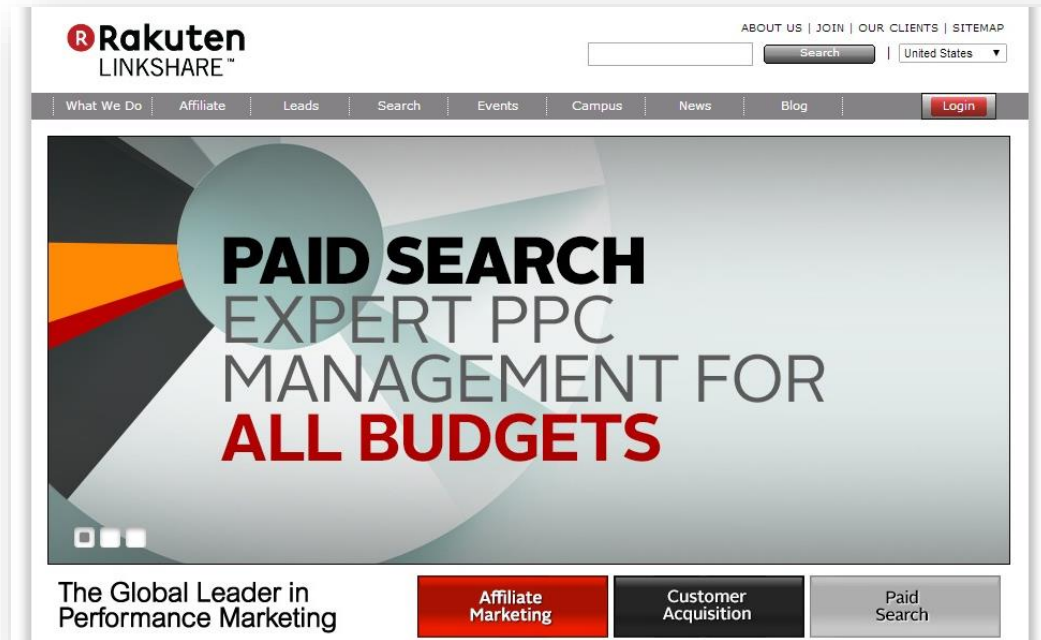 Rakuten
LINKSHARE™
ABOUT US | JOIN | OUR CLIENTS | SITEMAP
Search | United States
What We Do Affiliate Leads Search Events Campus News Blog Login
PAID SEARCH
EXPERT PPC
MANAGEMENT FOR
ALL BUDGETS
The Global Leader in
Performance Marketing
Affiliate
Marketing
Customer
Acquisition
Paid
Search